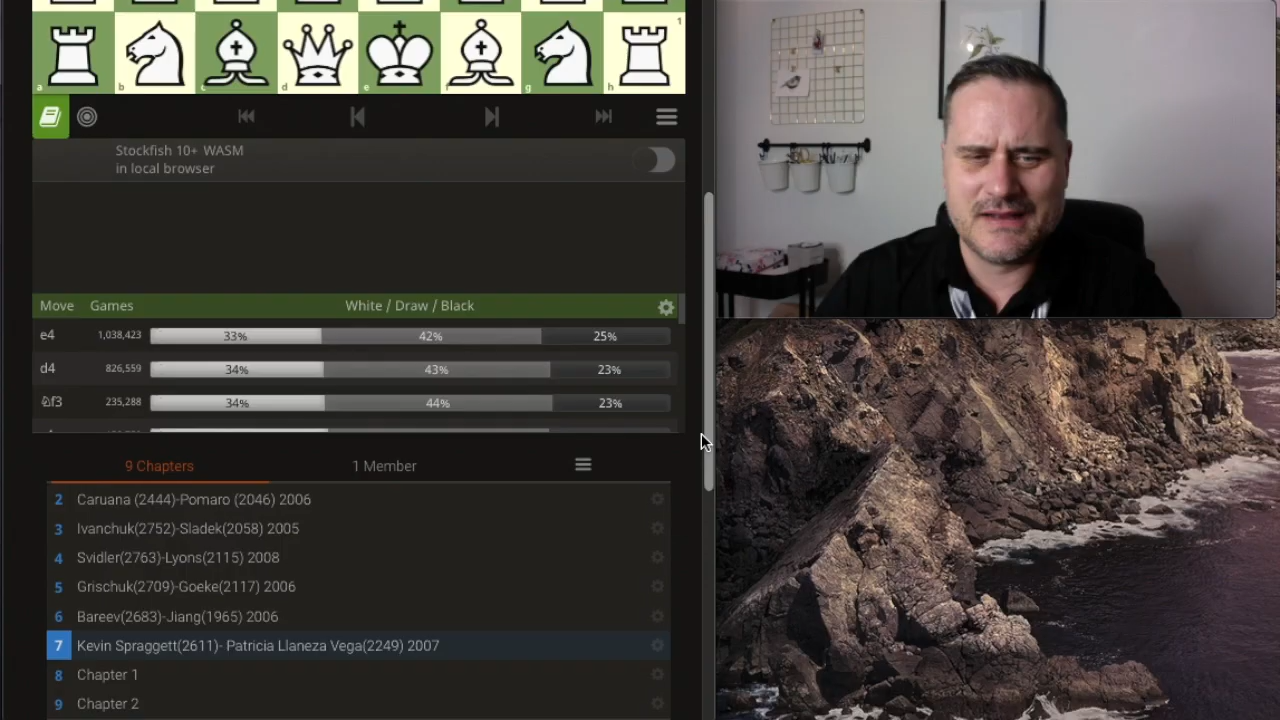 1
a b c d e f g h
Stockfish 10+ WASM
in local browser
Move Games White / Draw / Black
e4 1,038,423 33% 42% 25%
d4 826,559 34% 43% 23%
♘f3 235,288 34% 44% 23%
9 Chapters 1 Member
2 Caruana (2444)-Pomaro (2046) 2006
3 Ivanchuk(2752)-Sladek(2058) 2005
4 Svidler(2763)-Lyons(2115) 2008
5 Grischuk(2709)-Goeke(2117) 2006
6 Bareev(2683)-Jiang(1965) 2006
7 Kevin Spraggett(2611)- Patricia Llaneza Vega(2249) 2007
8 Chapter 1
9 Chapter 2